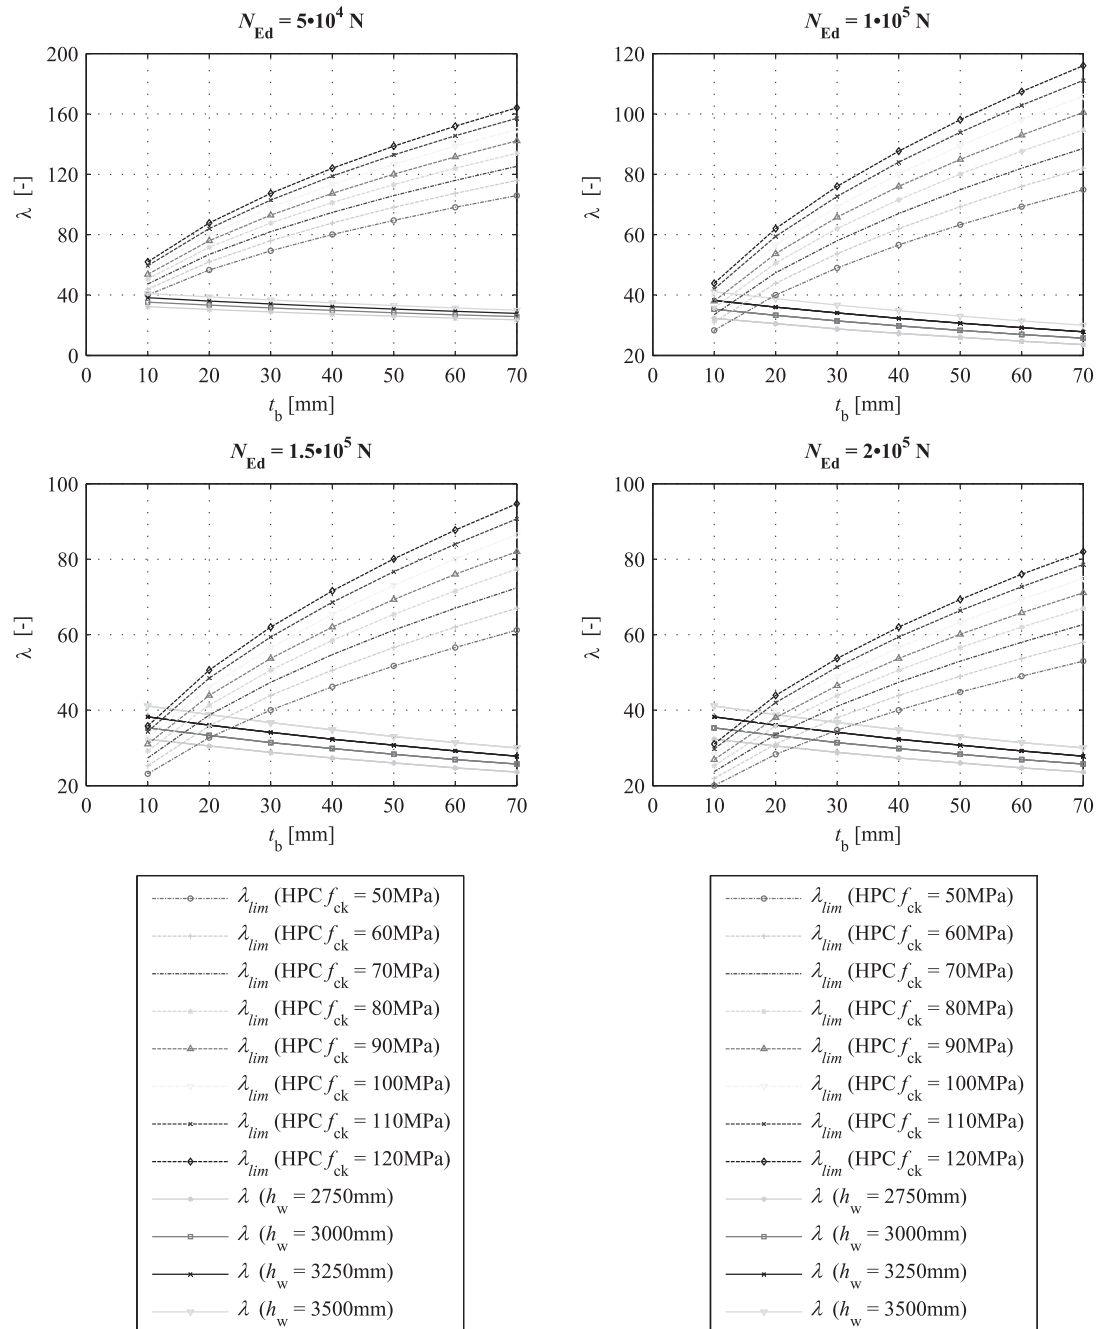 N_Ed = 5•10^4 N
N_Ed = 1•10^5 N
200
160
120
80
40
0
λ [-]
0 10 20 30 40 50 60 70
t_b [mm]
120
100
80
60
40
20
λ [-]
0 10 20 30 40 50 60 70
t_b [mm]
N_Ed = 1.5•10^5 N
N_Ed = 2•10^5 N
100
80
60
40
20
λ [-]
0 10 20 30 40 50 60 70
t_b [mm]
100
80
60
40
20
λ [-]
0 10 20 30 40 50 60 70
t_b [mm]
λ_lim (HPC f_ck = 50MPa)
λ_lim (HPC f_ck = 60MPa)
λ_lim (HPC f_ck = 70MPa)
λ_lim (HPC f_ck = 80MPa)
λ_lim (HPC f_ck = 90MPa)
λ_lim (HPC f_ck = 100MPa)
λ_lim (HPC f_ck = 110MPa)
λ_lim (HPC f_ck = 120MPa)
λ (h_w = 2750mm)
λ (h_w = 3000mm)
λ (h_w = 3250mm)
λ (h_w = 3500mm)
λ_lim (HPC f_ck = 50MPa)
λ_lim (HPC f_ck = 60MPa)
λ_lim (HPC f_ck = 70MPa)
λ_lim (HPC f_ck = 80MPa)
λ_lim (HPC f_ck = 90MPa)
λ_lim (HPC f_ck = 100MPa)
λ_lim (HPC f_ck = 110MPa)
λ_lim (HPC f_ck = 120MPa)
λ (h_w = 2750mm)
λ (h_w = 3000mm)
λ (h_w = 3250mm)
λ (h_w = 3500mm)